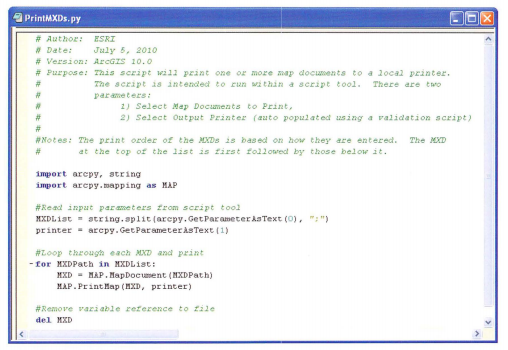 PrintMXDs.py
# Author:  ESRI
# Date:    July 5, 2010
# Version: ArcGIS 10.0
# Purpose: This script will print one or more map documents to a local printer.
#          The script is intended to run within a script tool.  There are two
#          parameters:
#              1) Select Map Documents to Print,
#              2) Select Output Printer (auto populated using a validation script)
#
#Notes: The print order of the MXDs is based on how they are entered.  The MXD
#       at the top of the list is first followed by those below it.
import arcpy, string
import arcpy.mapping as MAP
#Read input parameters from script tool
MXDList = string.split(arcpy.GetParameterAsText(0), ";")
printer = arcpy.GetParameterAsText(1)
#Loop through each MXD and print
for MXDPath in MXDList:
    MXD = MAP.MapDocument(MXDPath)
    MAP.PrintMap(MXD, printer)
#Remove variable reference to file
del MXD